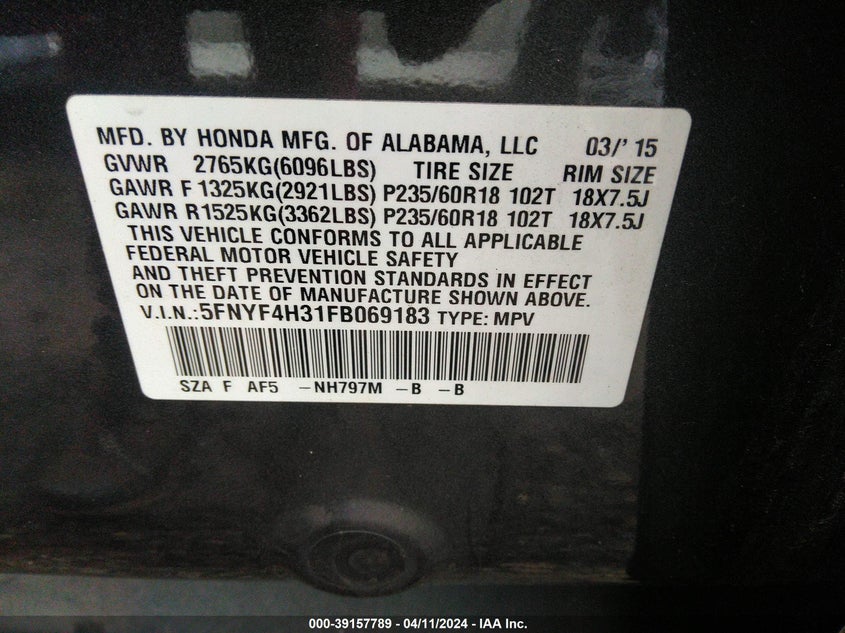 MFD. BY HONDA MFG. OF ALABAMA, LLC 03/' 15
GVWR 2765KG(6096LBS) TIRE SIZE RIM SIZE
GAWR F 1325KG(2921LBS) P235/60R18 102T 18X7.5J
GAWR R1525KG(3362LBS) P235/60R18 102T 18X7.5J
THIS VEHICLE CONFORMS TO ALL APPLICABLE
FEDERAL MOTOR VEHICLE SAFETY
AND THEFT PREVENTION STANDARDS IN EFFECT
ON THE DATE OF MANUFACTURE SHOWN ABOVE.
V.I.N.:5FNYF4H31FB069183 TYPE: MPV
SZA F AF5 -NH797M -B -B
000-39157789 - 04/11/2024 - IAA Inc.